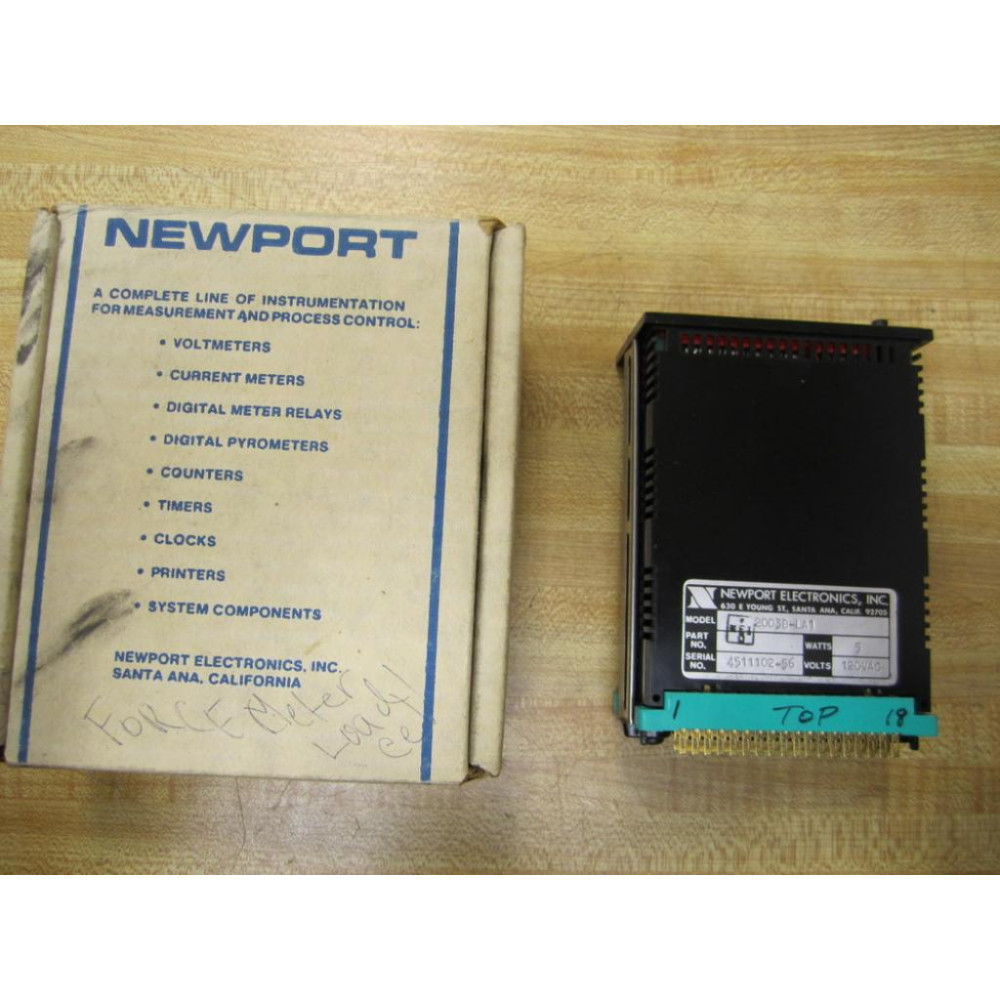 NEWPORT
A COMPLETE LINE OF INSTRUMENTATION
FOR MEASUREMENT AND PROCESS CONTROL:
• VOLTMETERS
• CURRENT METERS
• DIGITAL METER RELAYS
• DIGITAL PYROMETERS
• COUNTERS
• TIMERS
• CLOCKS
• PRINTERS
• SYSTEM COMPONENTS
NEWPORT ELECTRONICS, INC.
SANTA ANA, CALIFORNIA
FORCE Meter
Load
Cell
N NEWPORT ELECTRONICS, INC
630 E YOUNG ST, SANTA ANA, CALIF. 92705
MODEL 2003B-LA1
PART NO. WATTS 5
SERIAL NO. 4511102-56 VOLTS 120VAC
1 TOP 18